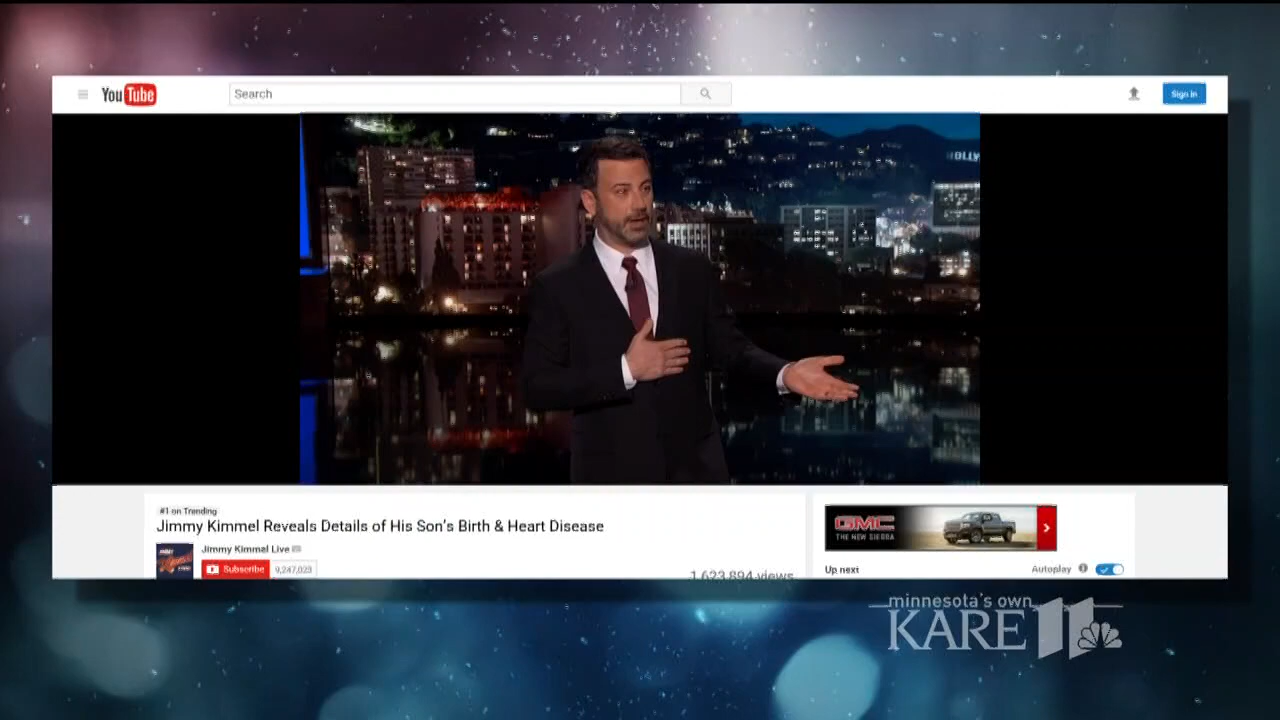 YouTube
Search
Sign in
HOLLY
#1 on Trending
Jimmy Kimmel Reveals Details of His Son's Birth & Heart Disease
Jimmy Kimmel Live
Subscribe 9,247,023
1,623,894 views
GMC
THE NEW SIERRA
Up next
Autoplay
minnesota's own
KARE 11